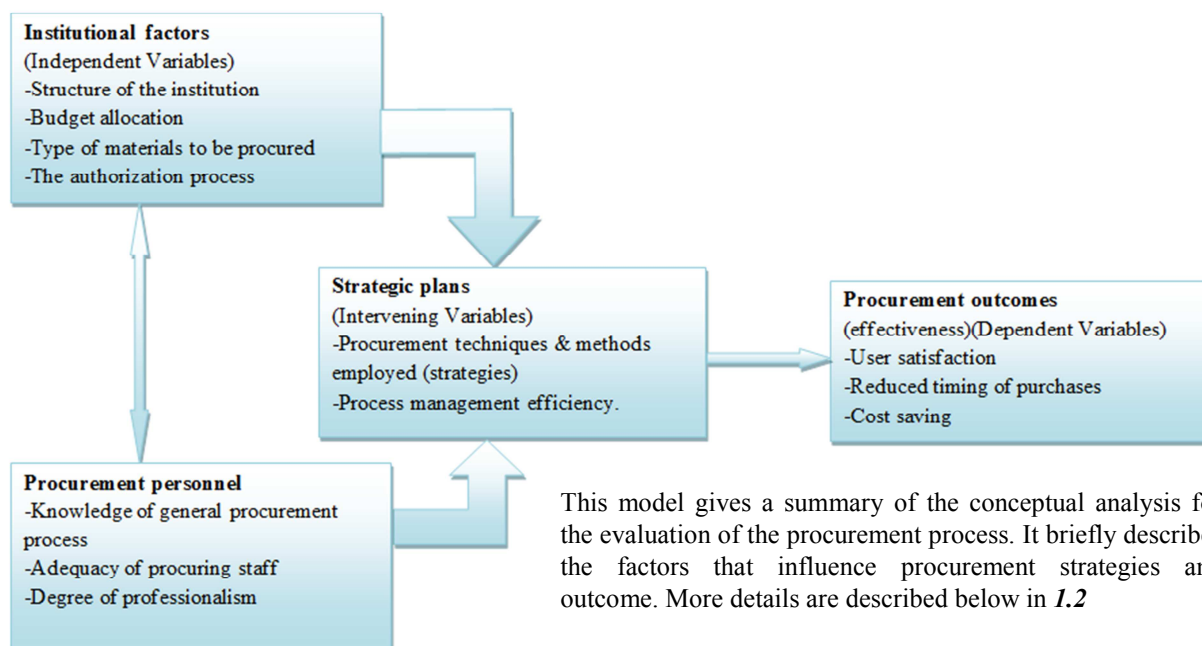 Institutional factors
(Independent Variables)
-Structure of the institution
-Budget allocation
-Type of materials to be procured
-The authorization process
Strategic plans
(Intervening Variables)
-Procurement techniques & methods
employed (strategies)
-Process management efficiency.
Procurement outcomes
(effectiveness)(Dependent Variables)
-User satisfaction
-Reduced timing of purchases
-Cost saving
Procurement personnel
-Knowledge of general procurement
process
-Adequacy of procuring staff
-Degree of professionalism
This model gives a summary of the conceptual analysis
the evaluation of the procurement process. It briefly
the factors that influence procurement strategies
outcome. More details are described below in 1.2